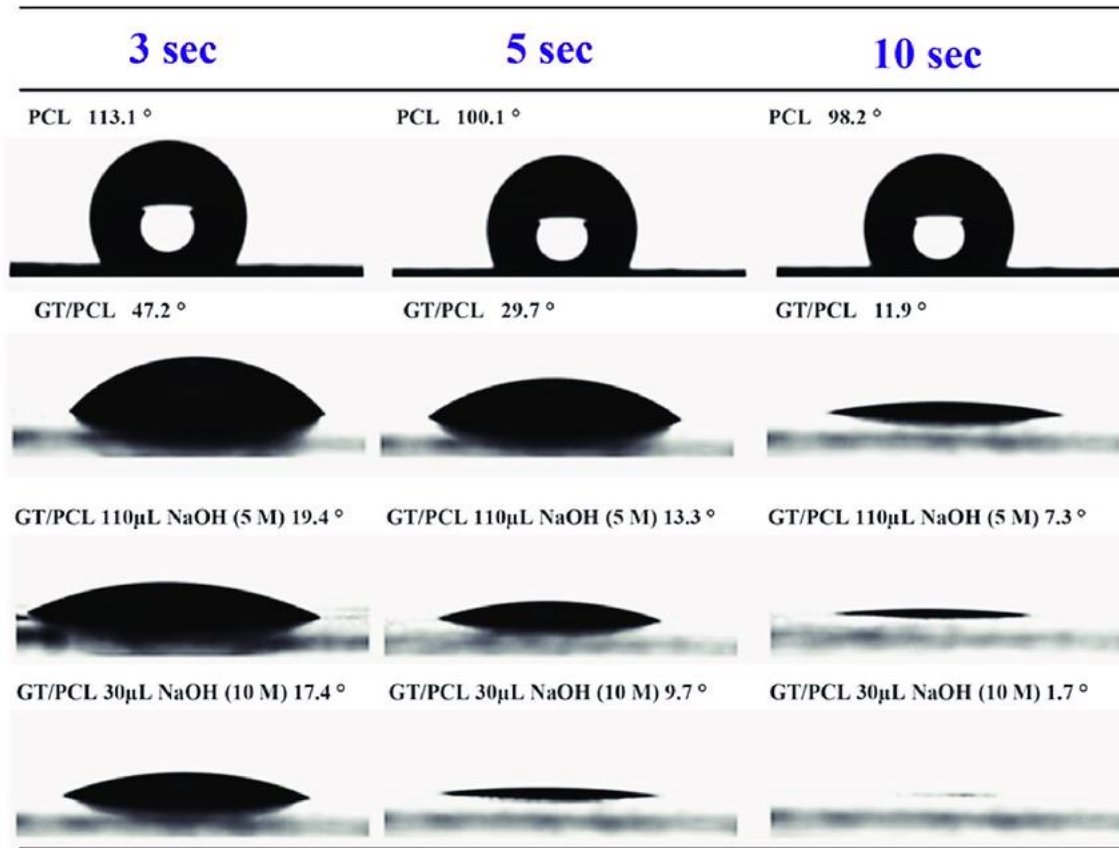 3 sec 5 sec 10 sec
PCL 113.1 ° PCL 100.1 ° PCL 98.2 °
GT/PCL 47.2 ° GT/PCL 29.7 ° GT/PCL 11.9 °
GT/PCL 110µL NaOH (5 M) 19.4 ° GT/PCL 110µL NaOH (5 M) 13.3 ° GT/PCL 110µL NaOH (5 M) 7.3 °
GT/PCL 30µL NaOH (10 M) 17.4 ° GT/PCL 30µL NaOH (10 M) 9.7 ° GT/PCL 30µL NaOH (10 M) 1.7 °